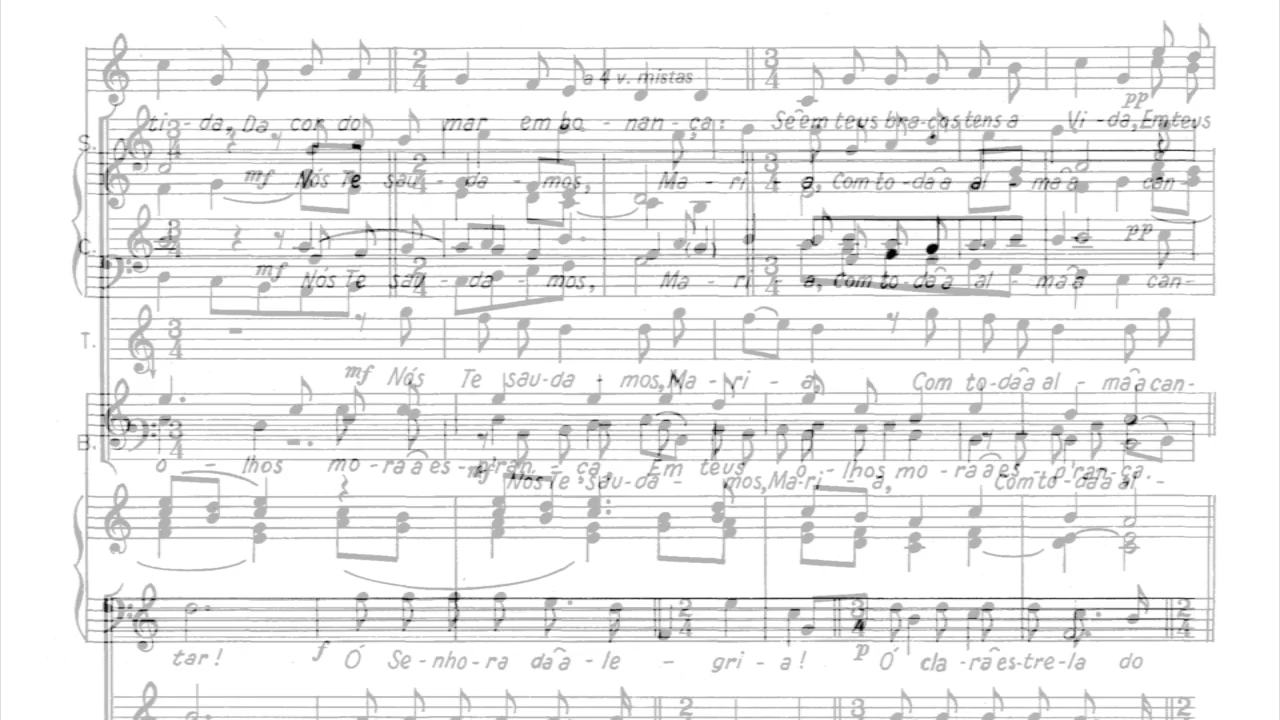 a 4 v. mistas
pp
ti - da, Da cor do mar em bo - nan - ça: Se em teus bra-ços tens a Vi - da, Em teus
S.
mf Nós Te sau - da - mos, Ma - ri - a, Com to - da a al - ma a can -
C. pp
mf Nós Te sau - da - mos, Ma - ri - a, Com to - da a al - ma a can -
T.
mf Nós Te sau-da - mos, Ma - ri - a, Com to-da a al - ma a can-
B.
o - lhos mo - ra a es - p'ran - ça, Em teus o - lhos mo - ra a es - p'ran-ça.
mf Nós Te sau-da - mos, Ma-ri - a, Com to-da a al -
tar! f Ó Se-nho-ra da a-le - gri-a! p Ó cla-ra es-tre-la do